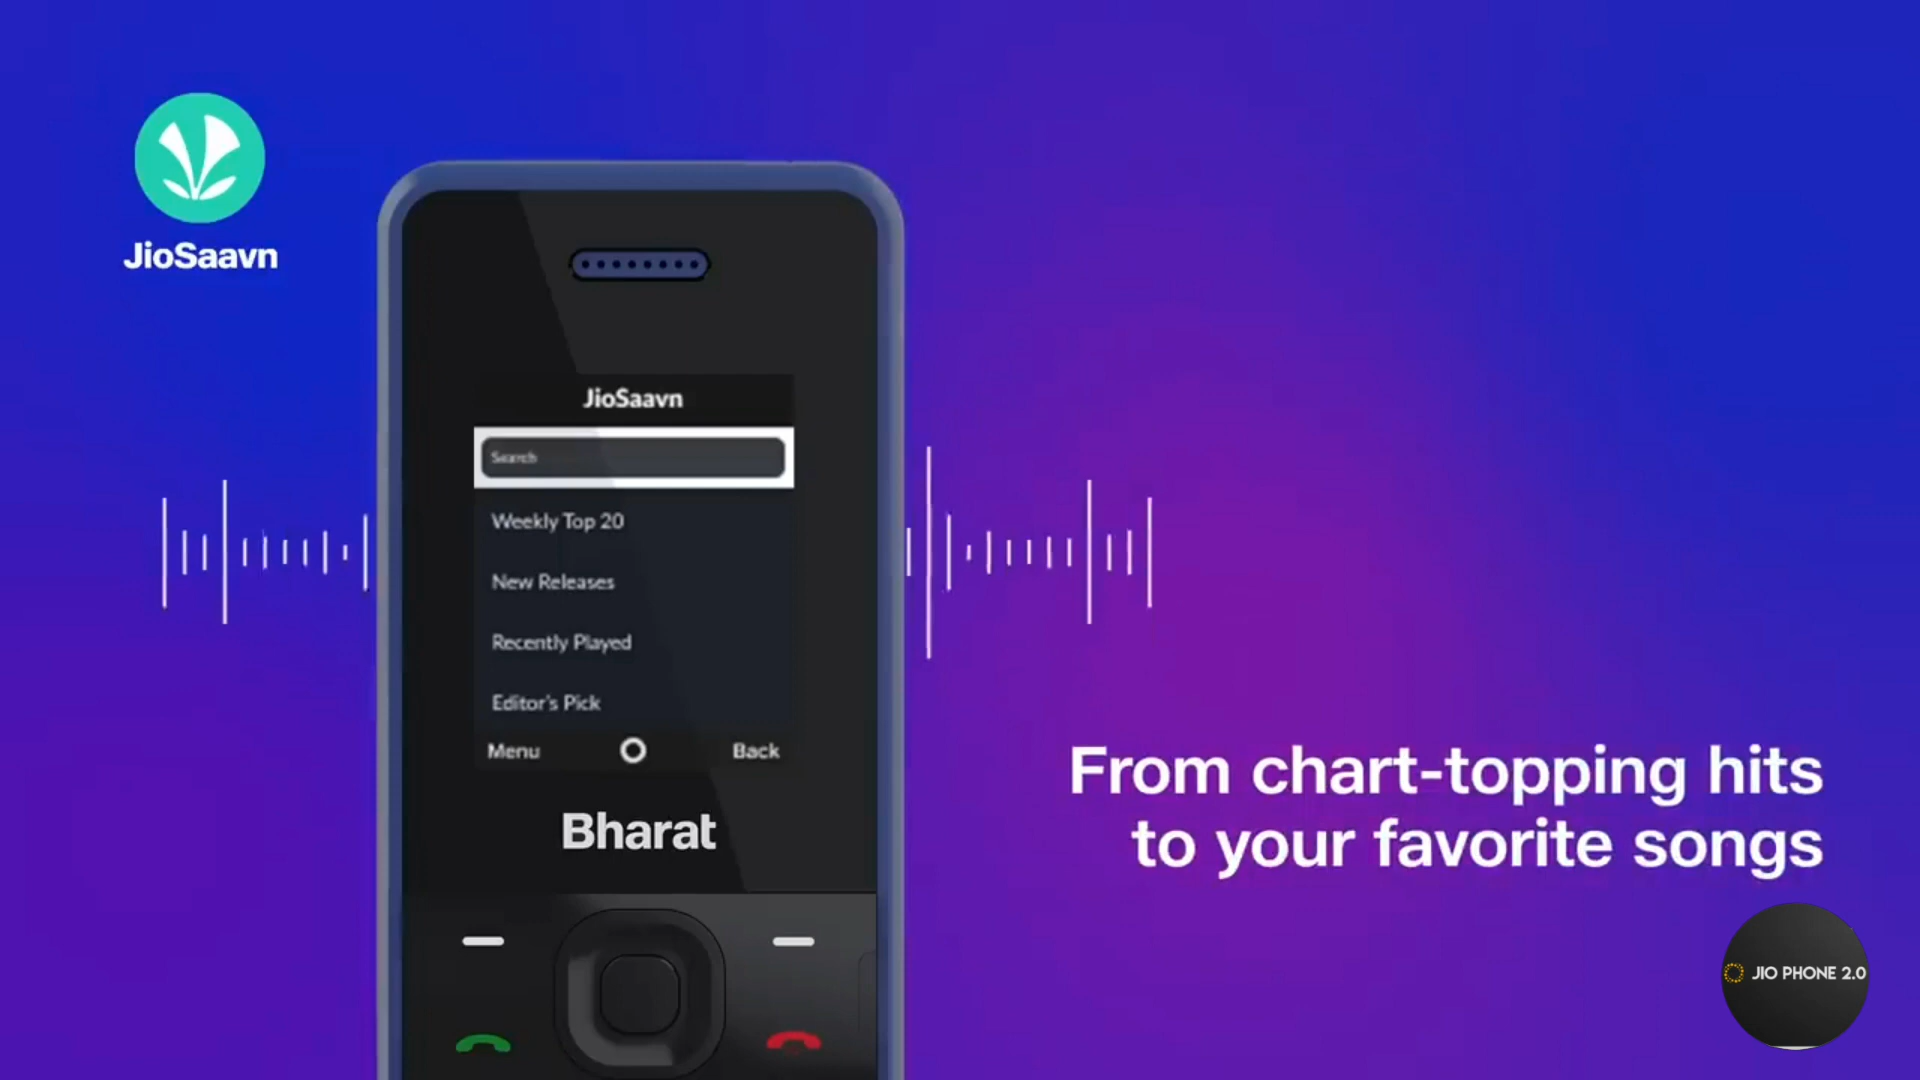 JioSaavn
JioSaavn
Search
Weekly Top 20
New Releases
Recently Played
Editor's Pick
Menu
Back
Bharat
From chart-topping hits
to your favorite songs
JIO PHONE 2.0